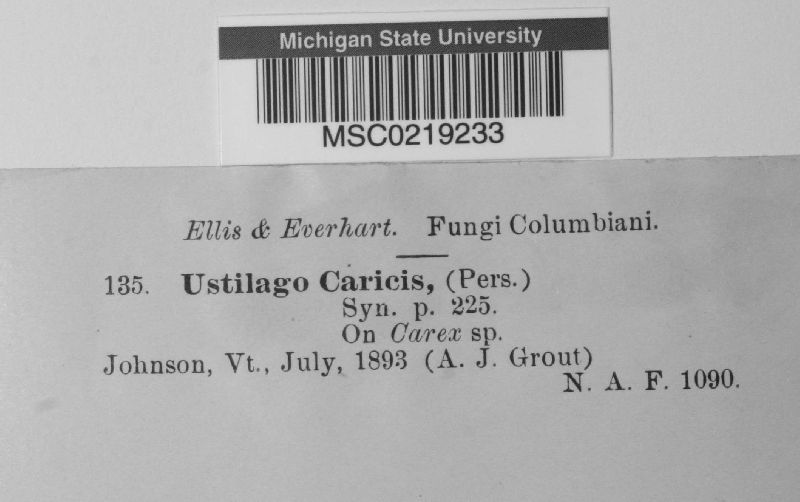 Michigan State University
MSC0219233
Ellis & Everhart. Fungi Columbiani.
135. Ustilago Caricis, (Pers.)
Syn. p. 225.
On Carex sp.
Johnson, Vt., July, 1893 (A. J. Grout)
N. A. F. 1090.